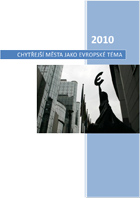 2010
CHYTŘEJŠÍ MĚSTA JAKO EVROPSKÉ TÉMA